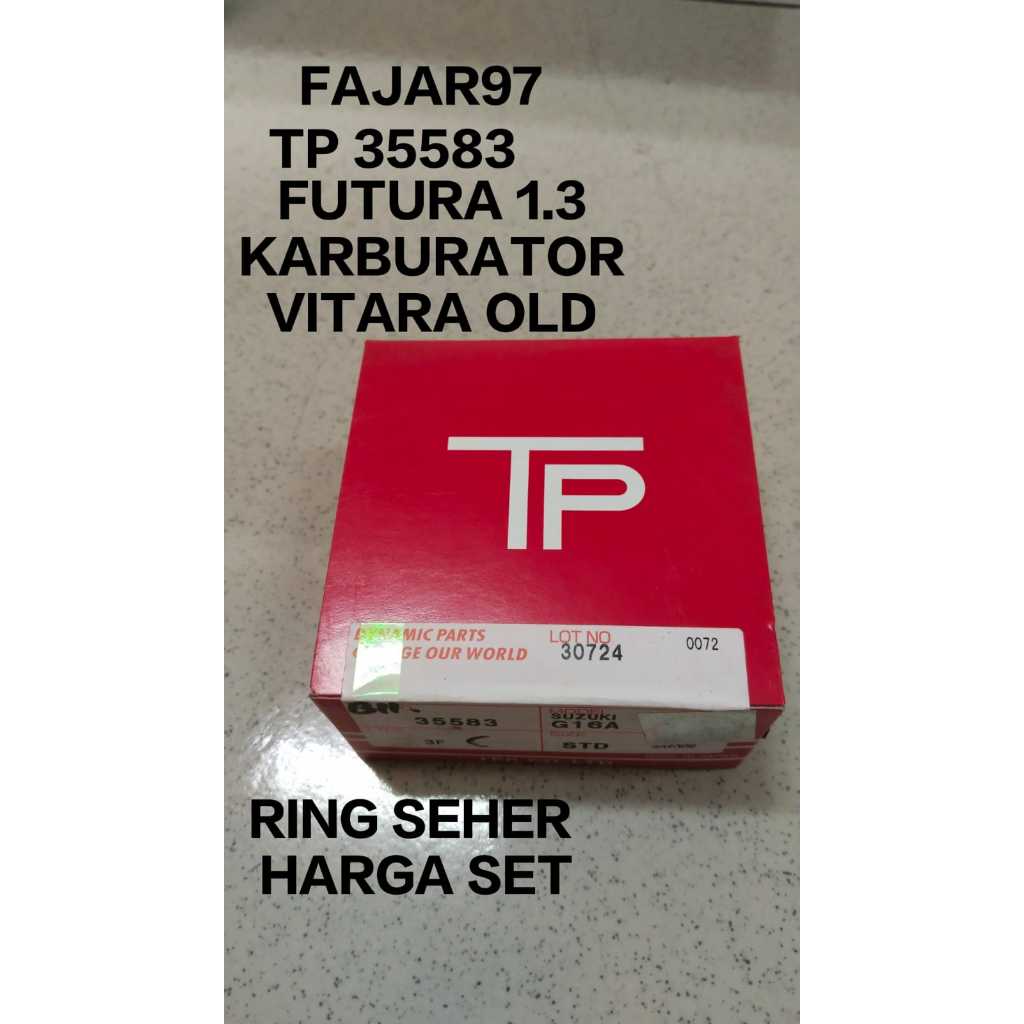 FAJAR97
TP 35583
FUTURA 1.3
KARBURATOR
VITARA OLD
TP
DYNAMIC PARTS
OUR WORLD
LOT NO
30724
0072
35583
SUZUKI
G16A
SIZE
STD
RING SEHER
HARGA SET